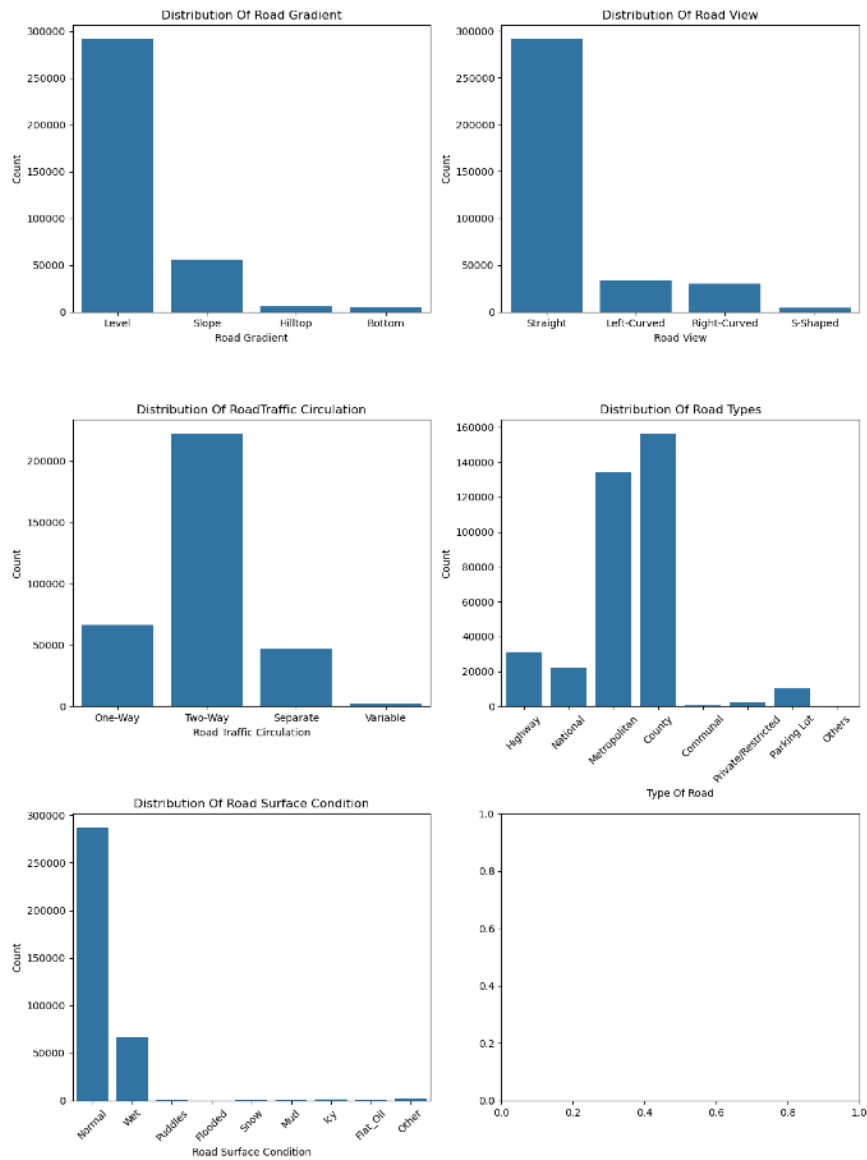 Distribution Of Road Gradient
300000
250000
200000
150000
100000
50000
0
Count
Level Slope Hilltop Bottom
Road Gradient
Distribution Of Road View
300000
250000
200000
150000
100000
50000
0
Count
Straight Left-Curved Right-Curved S-Shaped
Road View
Distribution Of RoadTraffic Circulation
200000
150000
100000
50000
0
Count
One-Way Two-Way Separate Variable
Road Traffic Circulation
Distribution Of Road Types
160000
140000
120000
100000
80000
60000
40000
20000
0
Count
Highway National Metropolitan County Communal Private/Restricted Parking Lot Others
Type Of Road
Distribution Of Road Surface Condition
300000
250000
200000
150000
100000
50000
0
Count
Normal Wet Puddles Flooded Snow Mud Icy Flat_Oil Other
Road Surface Condition
1.0
0.8
0.6
0.4
0.2
0.0
0.0 0.2 0.4 0.6 0.8 1.0